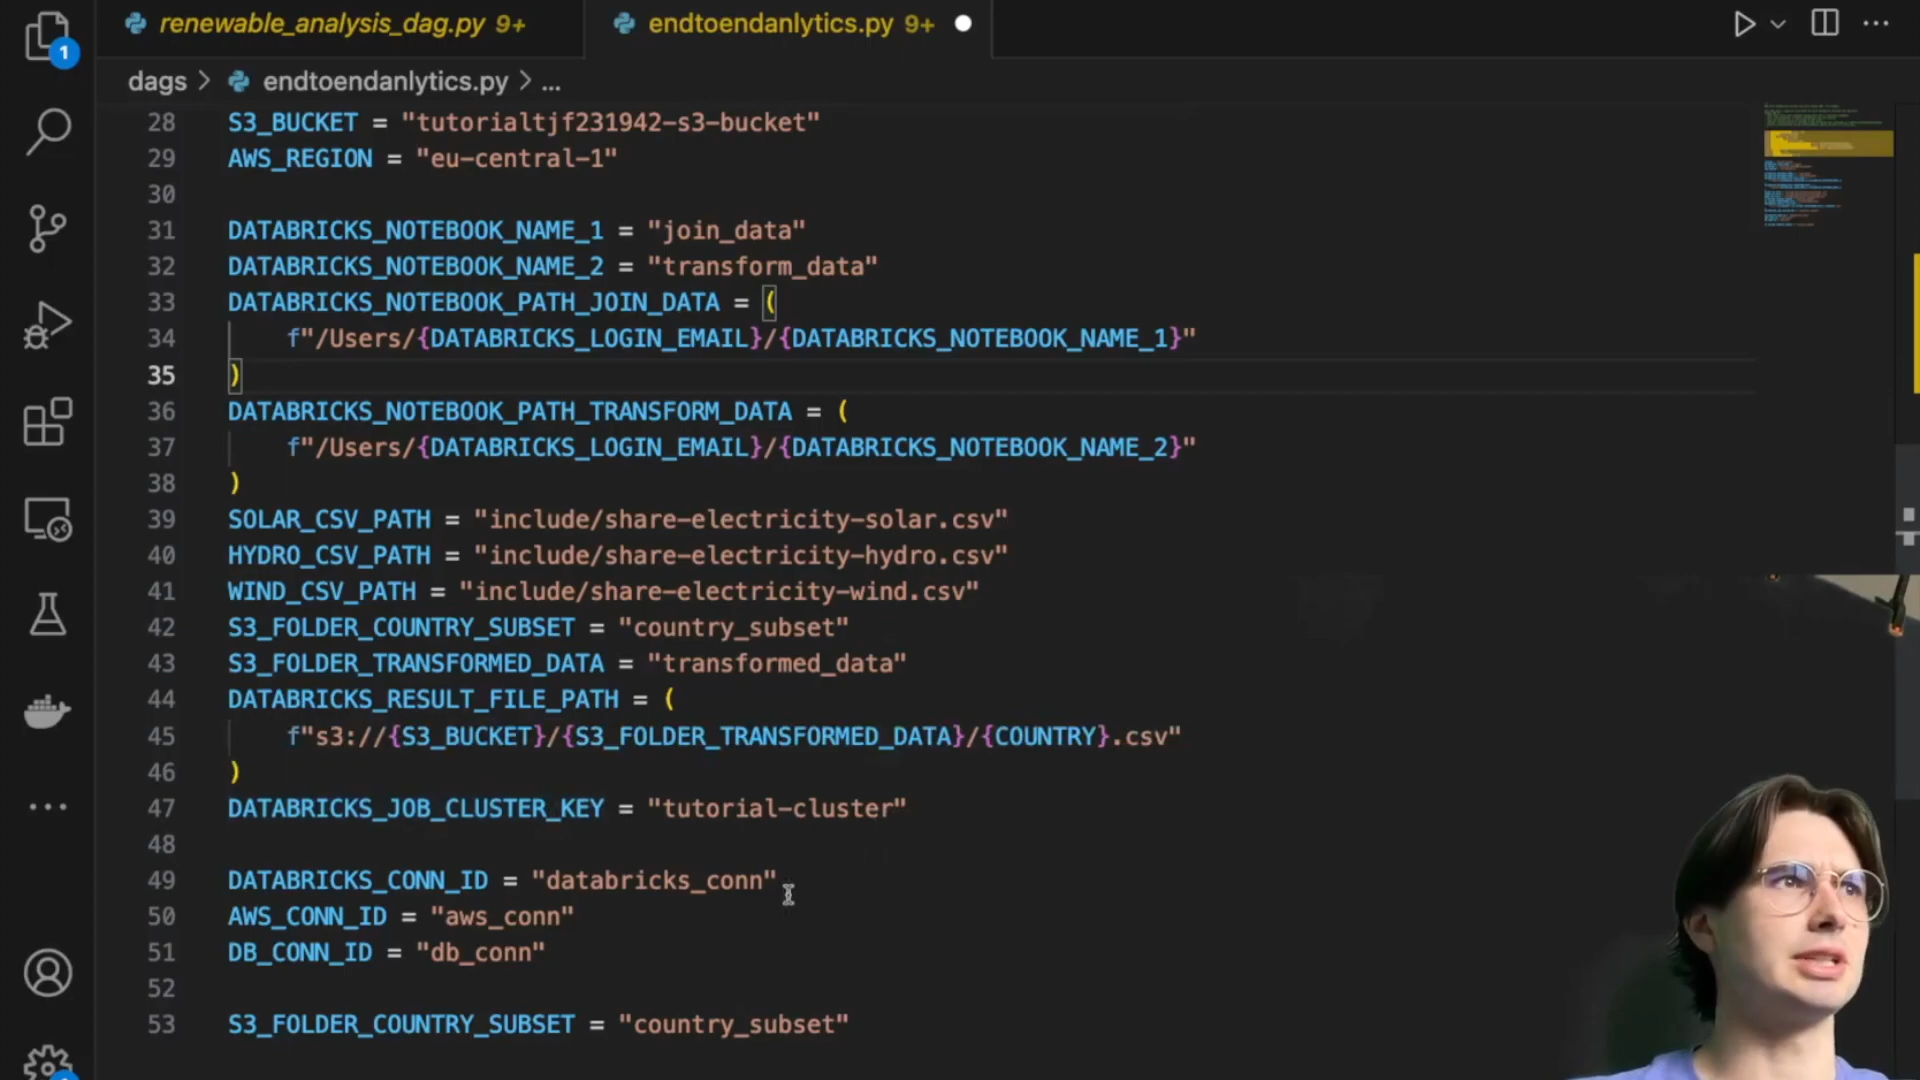 renewable_analysis_dag.py 9+
endtoendanlytics.py 9+
1
dags > endtoendanlytics.py > ...
28 S3_BUCKET = "tutorialtjf231942-s3-bucket"
29 AWS_REGION = "eu-central-1"
30
31 DATABRICKS_NOTEBOOK_NAME_1 = "join_data"
32 DATABRICKS_NOTEBOOK_NAME_2 = "transform_data"
33 DATABRICKS_NOTEBOOK_PATH_JOIN_DATA = (
34     f"/Users/{DATABRICKS_LOGIN_EMAIL}/{DATABRICKS_NOTEBOOK_NAME_1}"
35 )
36 DATABRICKS_NOTEBOOK_PATH_TRANSFORM_DATA = (
37     f"/Users/{DATABRICKS_LOGIN_EMAIL}/{DATABRICKS_NOTEBOOK_NAME_2}"
38 )
39 SOLAR_CSV_PATH = "include/share-electricity-solar.csv"
40 HYDRO_CSV_PATH = "include/share-electricity-hydro.csv"
41 WIND_CSV_PATH = "include/share-electricity-wind.csv"
42 S3_FOLDER_COUNTRY_SUBSET = "country_subset"
43 S3_FOLDER_TRANSFORMED_DATA = "transformed_data"
44 DATABRICKS_RESULT_FILE_PATH = (
45     f"s3://{S3_BUCKET}/{S3_FOLDER_TRANSFORMED_DATA}/{COUNTRY}.csv"
46 )
47 DATABRICKS_JOB_CLUSTER_KEY = "tutorial-cluster"
48
49 DATABRICKS_CONN_ID = "databricks_conn"
50 AWS_CONN_ID = "aws_conn"
51 DB_CONN_ID = "db_conn"
52
53 S3_FOLDER_COUNTRY_SUBSET = "country_subset"